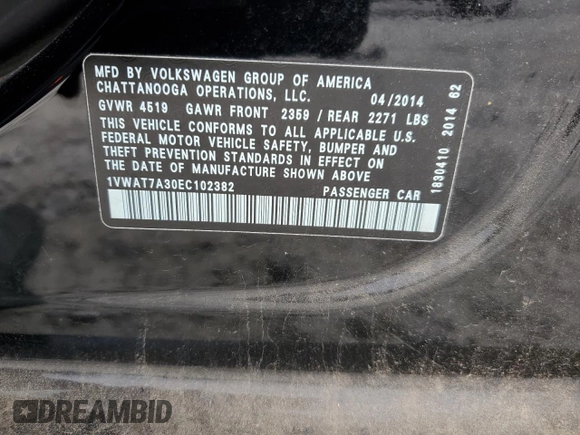 MFD BY VOLKSWAGEN GROUP OF AMERICA
CHATTANOOGA OPERATIONS, LLC. 04/2014
GVWR 4519 GAWR FRONT 2359 / REAR 2271 LBS
THIS VEHICLE CONFORMS TO ALL APPLICABLE U.S.
FEDERAL MOTOR VEHICLE SAFETY, BUMPER AND
THEFT PREVENTION STANDARDS IN EFFECT ON
THE DATE OF MANUFACTURE SHOWN ABOVE
1VWAT7A30EC102382 PASSENGER CAR
1830410 2014 62
DREAMBID